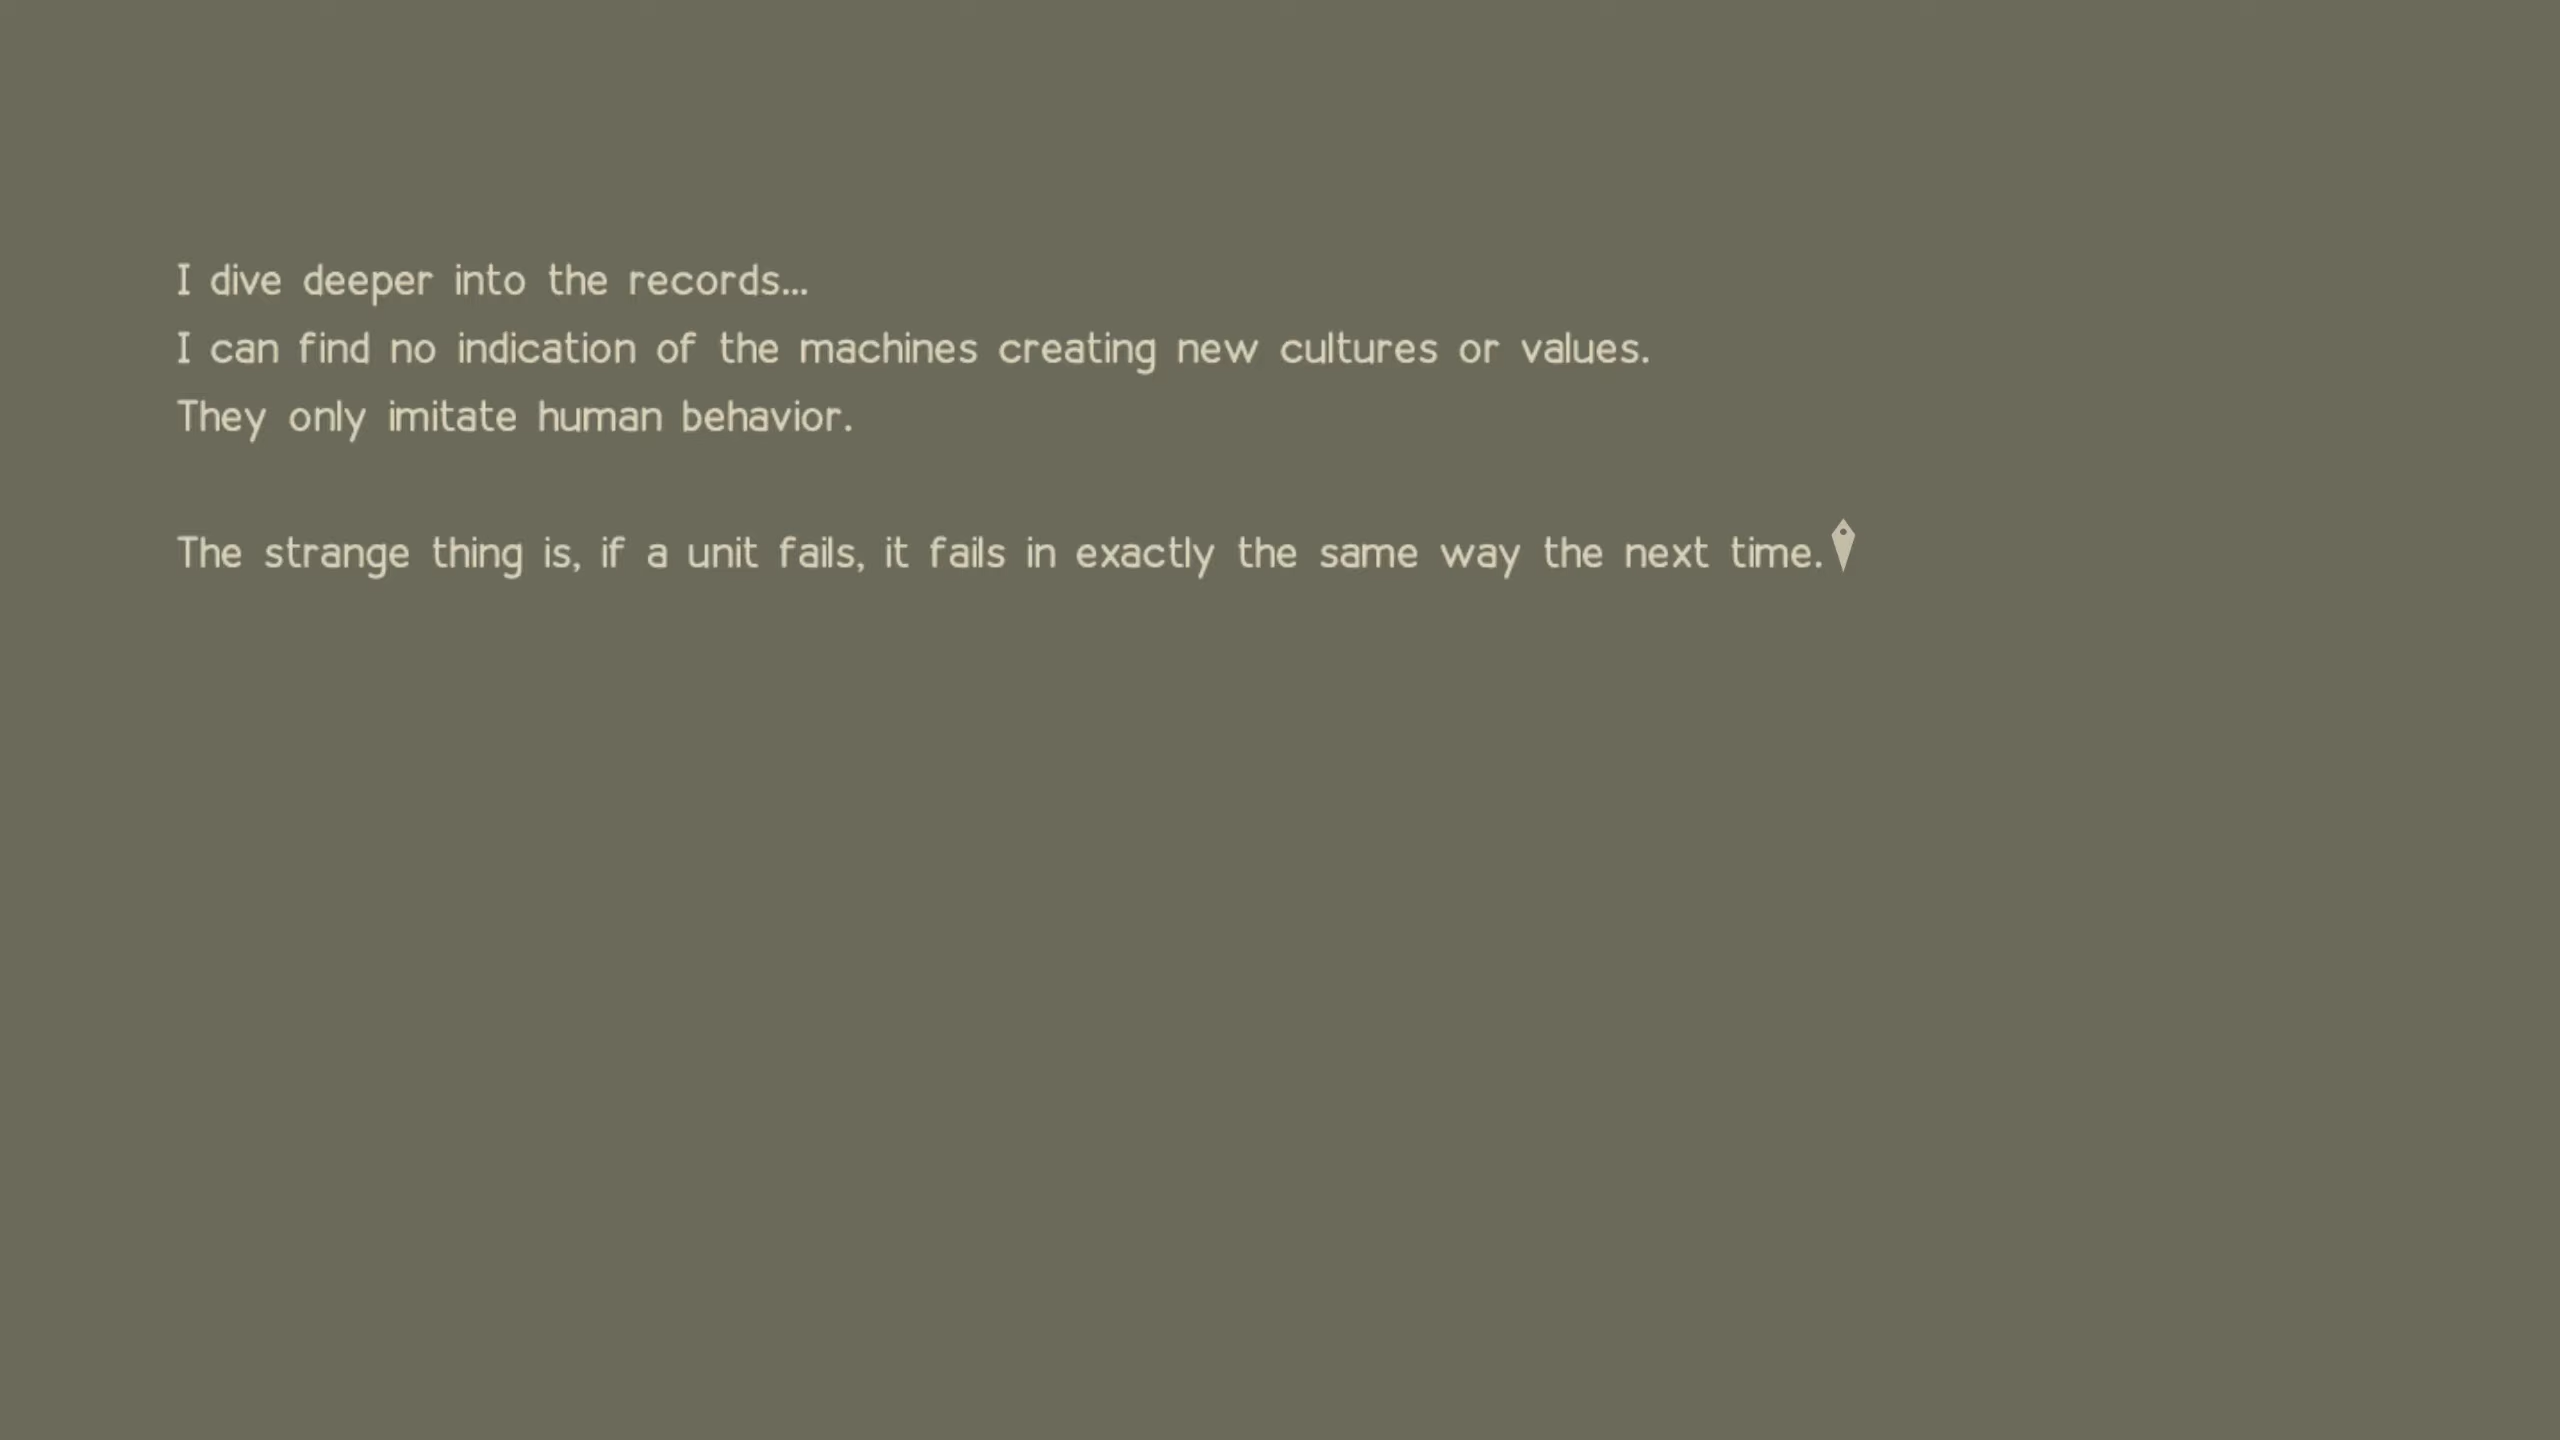 I dive deeper into the records...
I can find no indication of the machines creating new cultures or values.
They only imitate human behavior.
The strange thing is, if a unit fails, it fails in exactly the same way the next time.